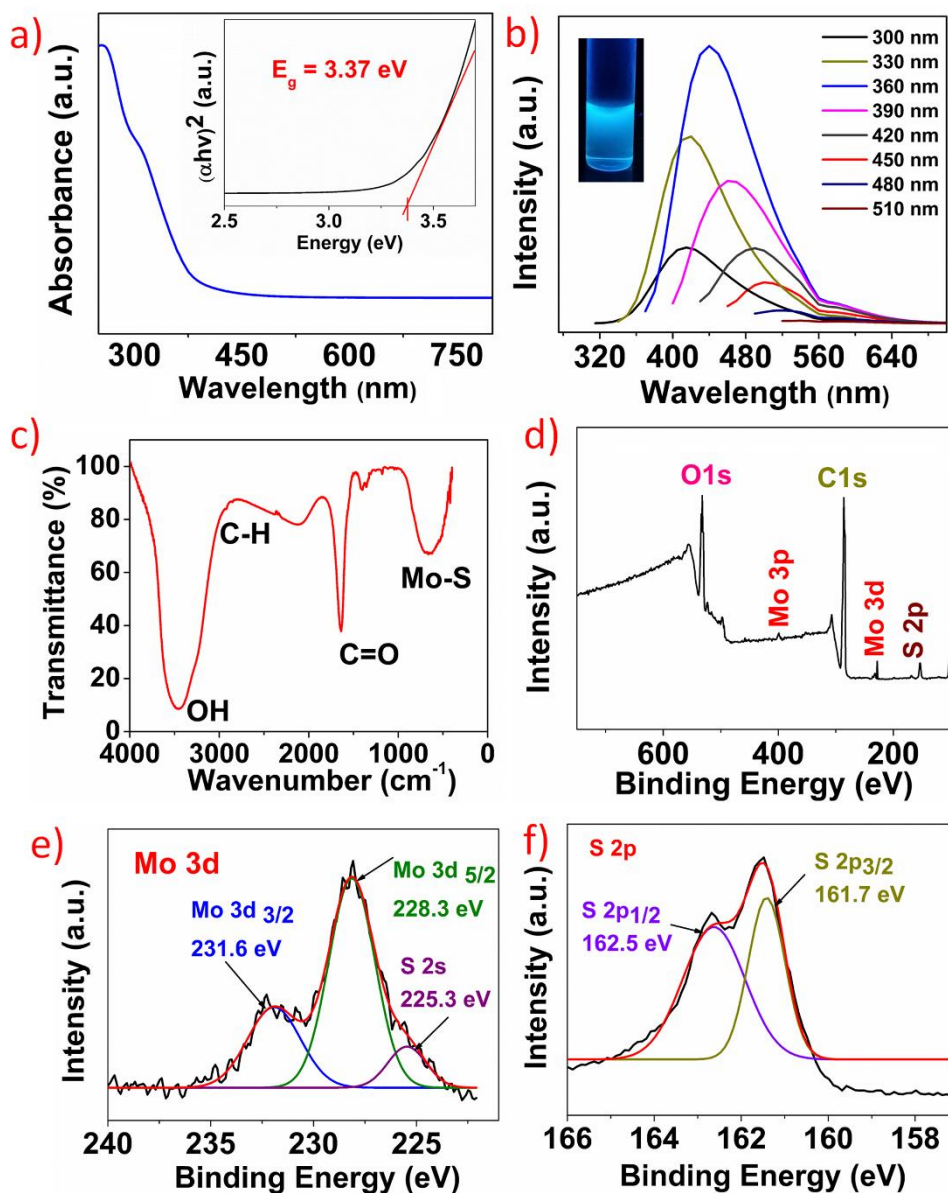 a)
Absorbance (a.u.)
(αhν)² (a.u.)
E_g = 3.37 eV
2.5 3.0 3.5
Energy (eV)
300 450 600 750
Wavelength (nm)
b)
Intensity (a.u.)
300 nm
330 nm
360 nm
390 nm
420 nm
450 nm
480 nm
510 nm
320 400 480 560 640
Wavelength (nm)
c)
Transmittance (%)
100
80
60
40
20
0
C-H
Mo-S
C=O
OH
4000 3000 2000 1000 0
Wavenumber (cm⁻¹)
d)
Intensity (a.u.)
O1s
C1s
Mo 3p
Mo 3d
S 2p
600 400 200
Binding Energy (eV)
e)
Intensity (a.u.)
Mo 3d
Mo 3d 5/2
228.3 eV
Mo 3d 3/2
231.6 eV
S 2s
225.3 eV
240 235 230 225
Binding Energy (eV)
f)
Intensity (a.u.)
S 2p
S 2p3/2
161.7 eV
S 2p1/2
162.5 eV
166 164 162 160 158
Binding Energy (eV)